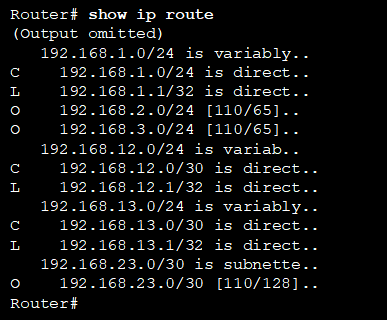 Router# show ip route
(Output omitted)
192.168.1.0/24 is variably..
C 192.168.1.0/24 is direct..
L 192.168.1.1/32 is direct..
O 192.168.2.0/24 [110/65]..
O 192.168.3.0/24 [110/65]..
192.168.12.0/24 is variab..
C 192.168.12.0/30 is direct..
L 192.168.12.1/32 is direct..
192.168.13.0/24 is variably..
C 192.168.13.0/30 is direct..
L 192.168.13.1/32 is direct..
192.168.23.0/30 is subnette..
O 192.168.23.0/30 [110/128]..
Router#